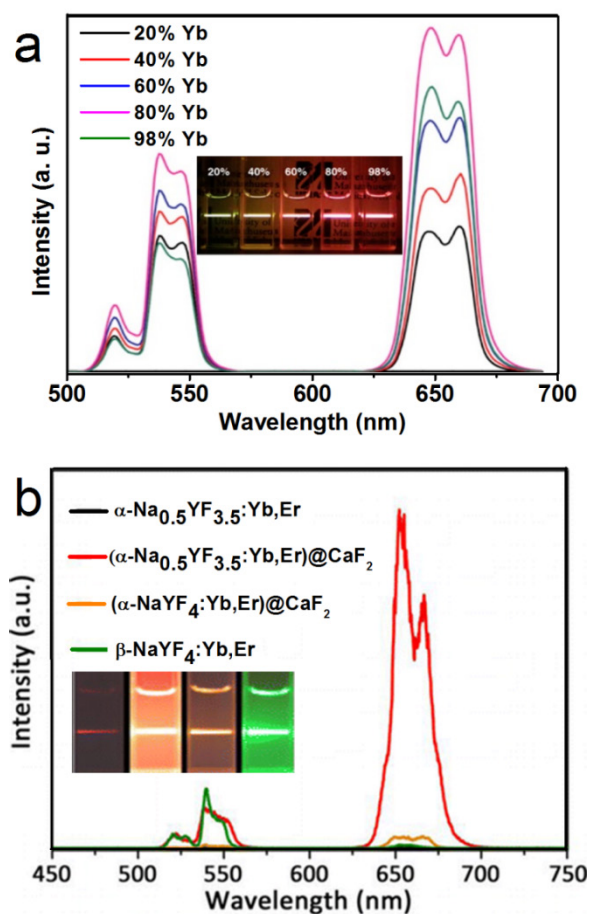 a
20% Yb
40% Yb
60% Yb
80% Yb
98% Yb
20% 40% 60% 80% 98%
Intensity (a. u.)
500 550 600 650 700
Wavelength (nm)
b
α-Na0.5YF3.5:Yb,Er
(α-Na0.5YF3.5:Yb,Er)@CaF2
(α-NaYF4:Yb,Er)@CaF2
β-NaYF4:Yb,Er
Intensity (a.u.)
450 500 550 600 650 700 750
Wavelength (nm)